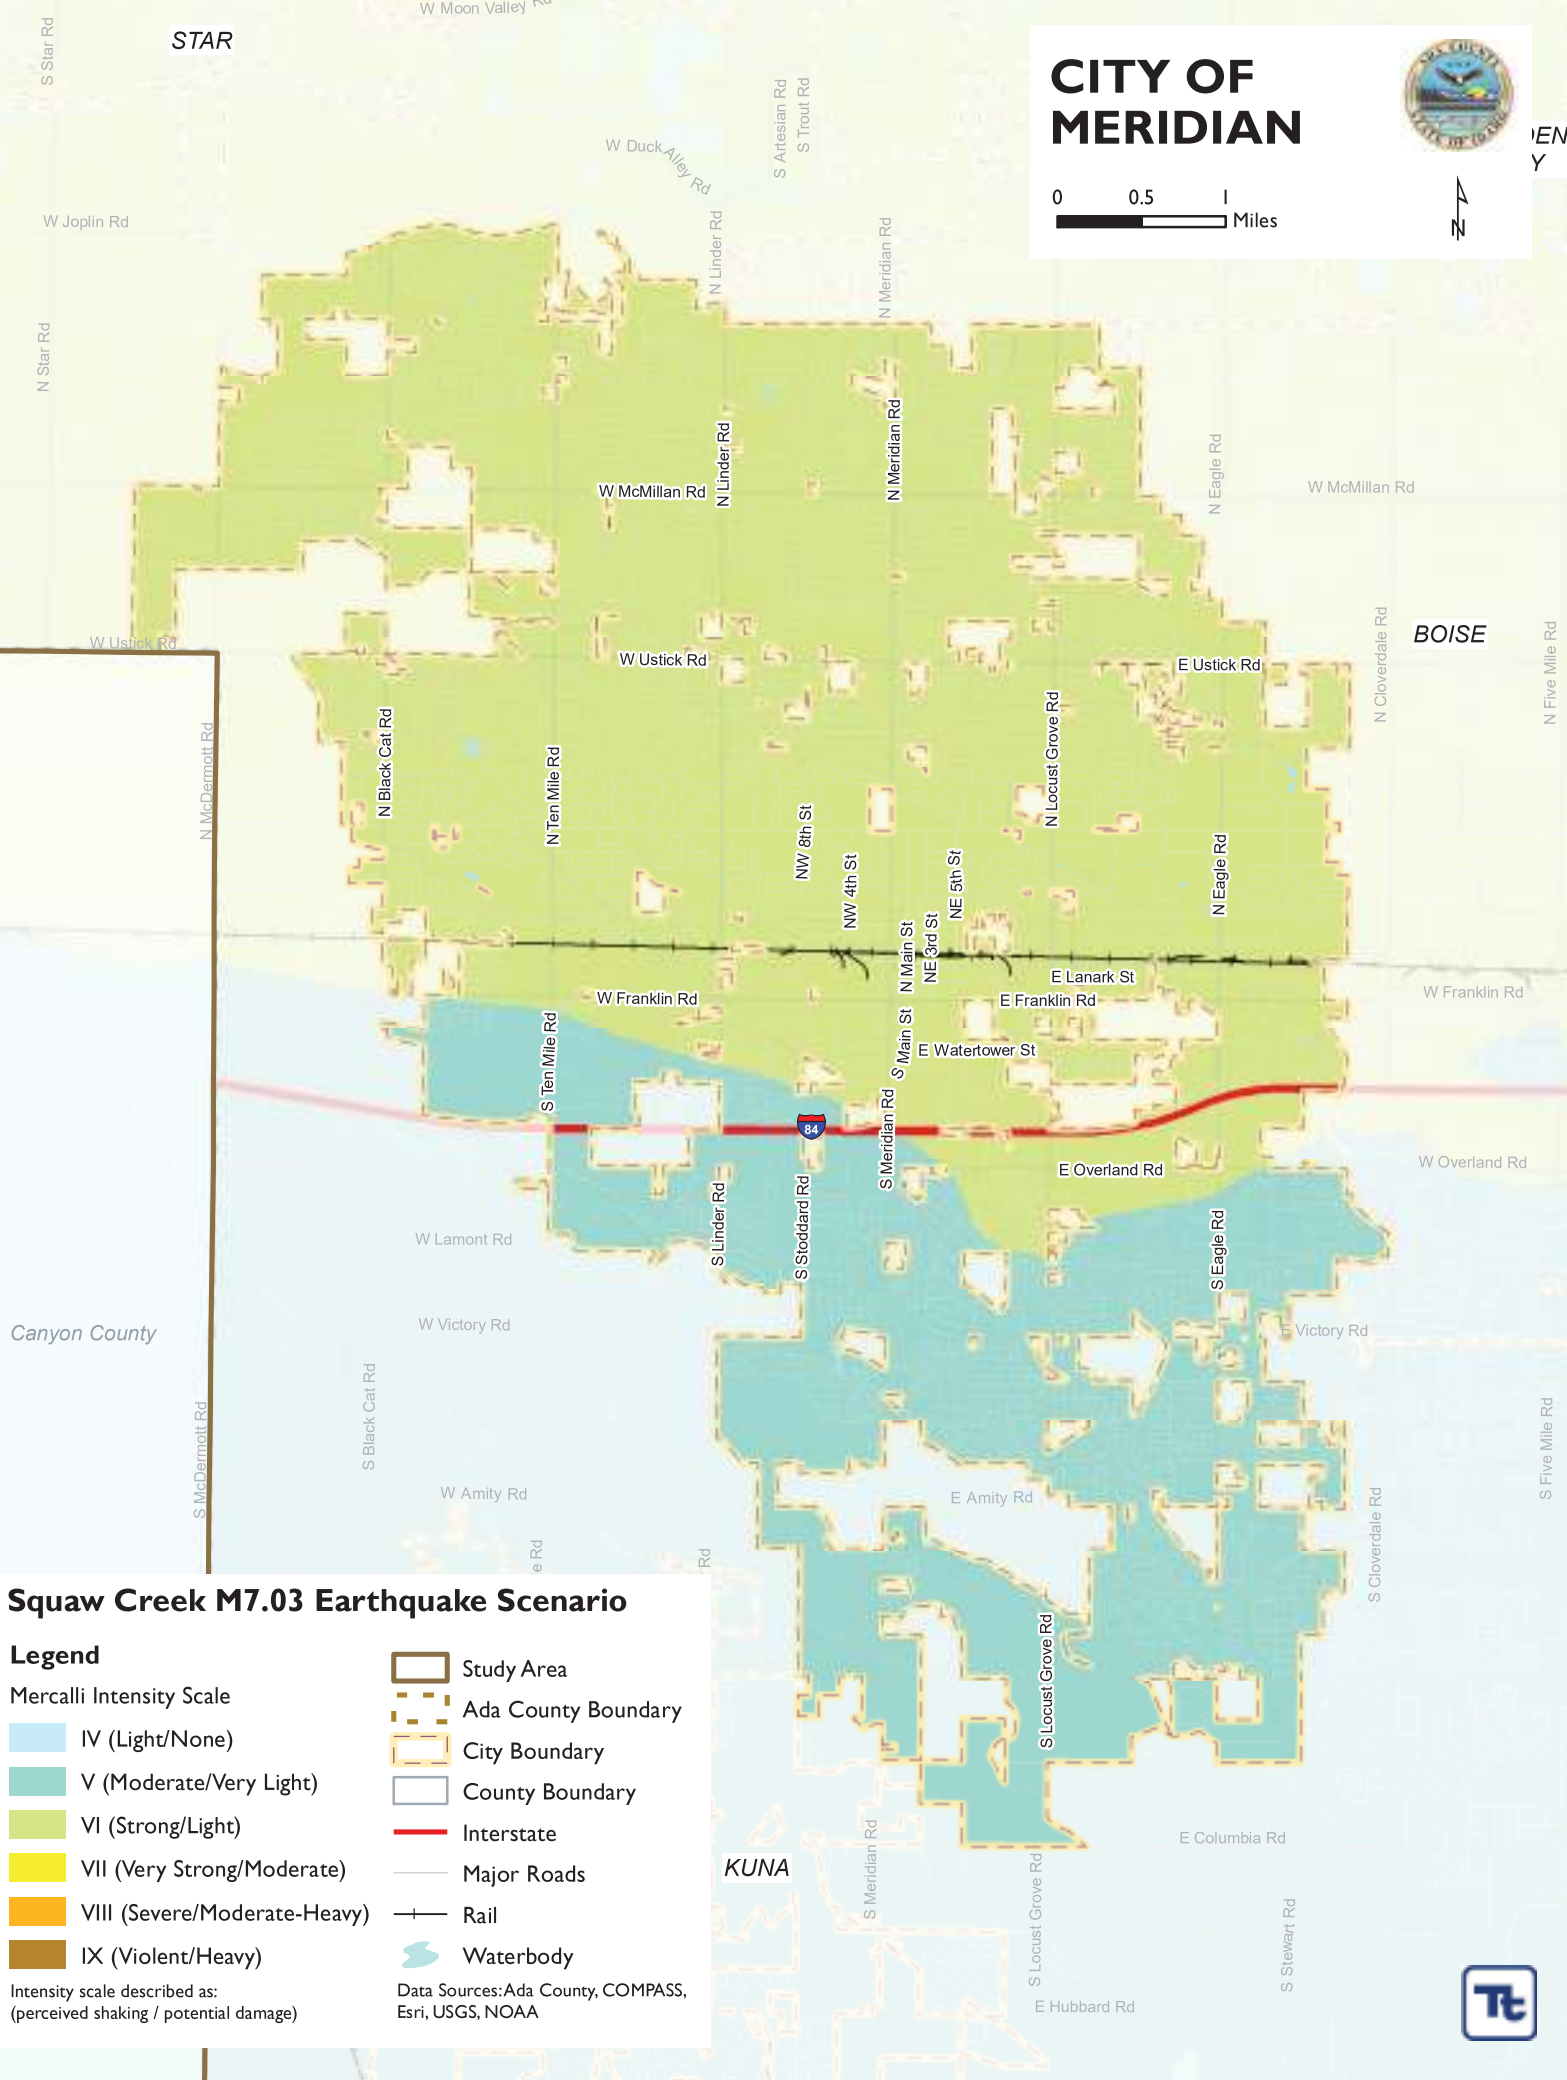 W Moon Valley Rd
STAR
S Star Rd
CITY OF
MERIDIAN
ADA COUNTY
STATE OF IDAHO
0 0.5 1
Miles
N
S Artesian Rd
S Trout Rd
W Duck Alley Rd
W Joplin Rd
N Linder Rd
N Meridian Rd
N Star Rd
N Linder Rd
N Meridian Rd
N Eagle Rd
W McMillan Rd
W McMillan Rd
N Cloverdale Rd
BOISE
N Five Mile Rd
W Ustick Rd
W Ustick Rd
E Ustick Rd
N McDermott Rd
N Black Cat Rd
N Ten Mile Rd
N Locust Grove Rd
NW 8th St
NW 4th St
NE 5th St
N Eagle Rd
N Main St
NE 3rd St
E Lanark St
W Franklin Rd
E Franklin Rd
W Franklin Rd
S Ten Mile Rd
S Main St
E Watertower St
84
S Meridian Rd
E Overland Rd
W Overland Rd
S Linder Rd
S Stoddard Rd
S Eagle Rd
W Lamont Rd
Canyon County
W Victory Rd
E Victory Rd
S McDermott Rd
S Black Cat Rd
S Five Mile Rd
W Amity Rd
E Amity Rd
S Cloverdale Rd
e Rd
Rd
S Locust Grove Rd
E Columbia Rd
KUNA
S Meridian Rd
S Locust Grove Rd
S Stewart Rd
E Hubbard Rd
Squaw Creek M7.03 Earthquake Scenario
Legend
Mercalli Intensity Scale
IV (Light/None)
V (Moderate/Very Light)
VI (Strong/Light)
VII (Very Strong/Moderate)
VIII (Severe/Moderate-Heavy)
IX (Violent/Heavy)
Intensity scale described as:
(perceived shaking / potential damage)
Study Area
Ada County Boundary
City Boundary
County Boundary
Interstate
Major Roads
Rail
Waterbody
Data Sources: Ada County, COMPASS,
Esri, USGS, NOAA
Tt